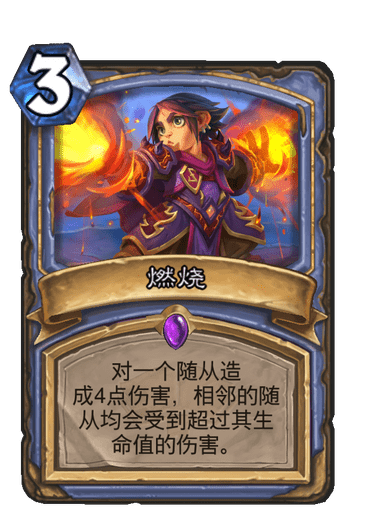 3
燃烧
对一个随从造
成4点伤害，相邻的随
从均会受到超过其生
命值的伤害。